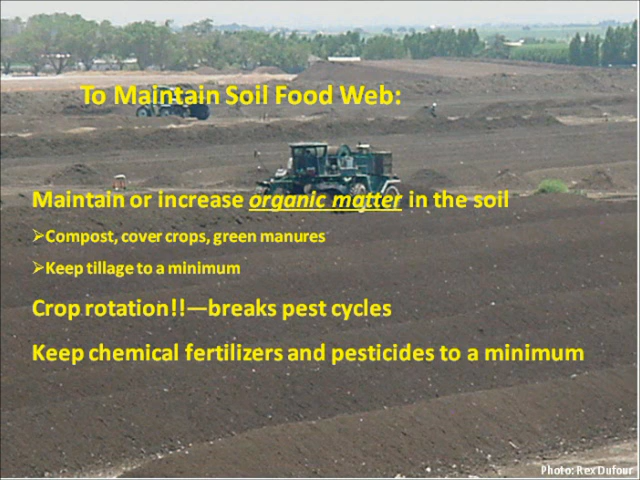 To Maintain Soil Food Web:
Maintain or increase organic matter in the soil
➢Compost, cover crops, green manures
➢Keep tillage to a minimum
Crop rotation!!—breaks pest cycles
Keep chemical fertilizers and pesticides to a minimum
Photo: Rex Dufour